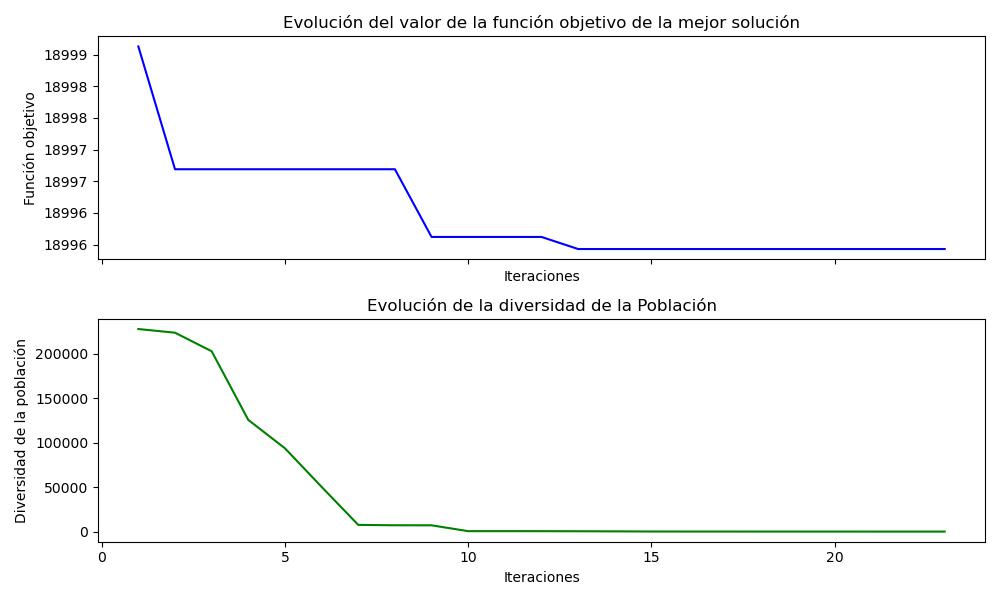 Evolución del valor de la función objetivo de la mejor solución
Función objetivo
18999
18998
18998
18997
18997
18996
18996
Iteraciones
Evolución de la diversidad de la Población
Diversidad de la población
200000
150000
100000
50000
0
0 5 10 15 20
Iteraciones